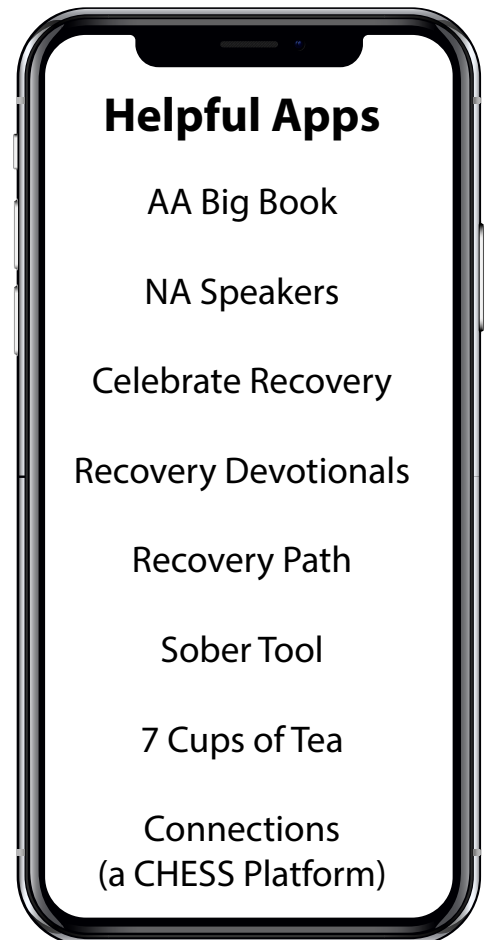 Helpful Apps
AA Big Book
NA Speakers
Celebrate Recovery
Recovery Devotionals
Recovery Path
Sober Tool
7 Cups of Tea
Connections
(a CHESS Platform)